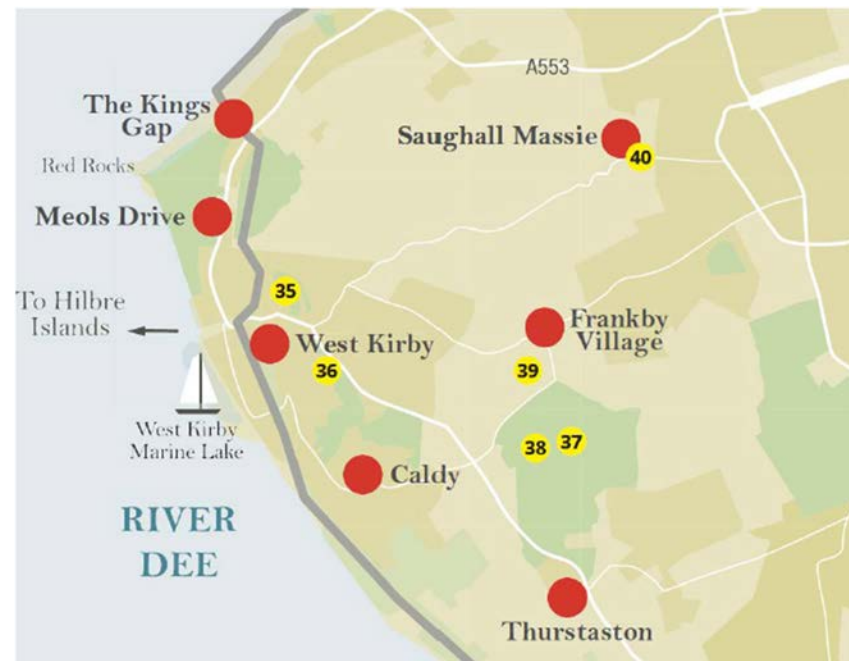 A553
The Kings
Gap
Saughall Massie
40
Red Rocks
Meols Drive
35
To Hilbre
Islands
West Kirby
Frankby
Village
36
39
West Kirby
Marine Lake
38
37
Caldy
RIVER
DEE
Thurstaston